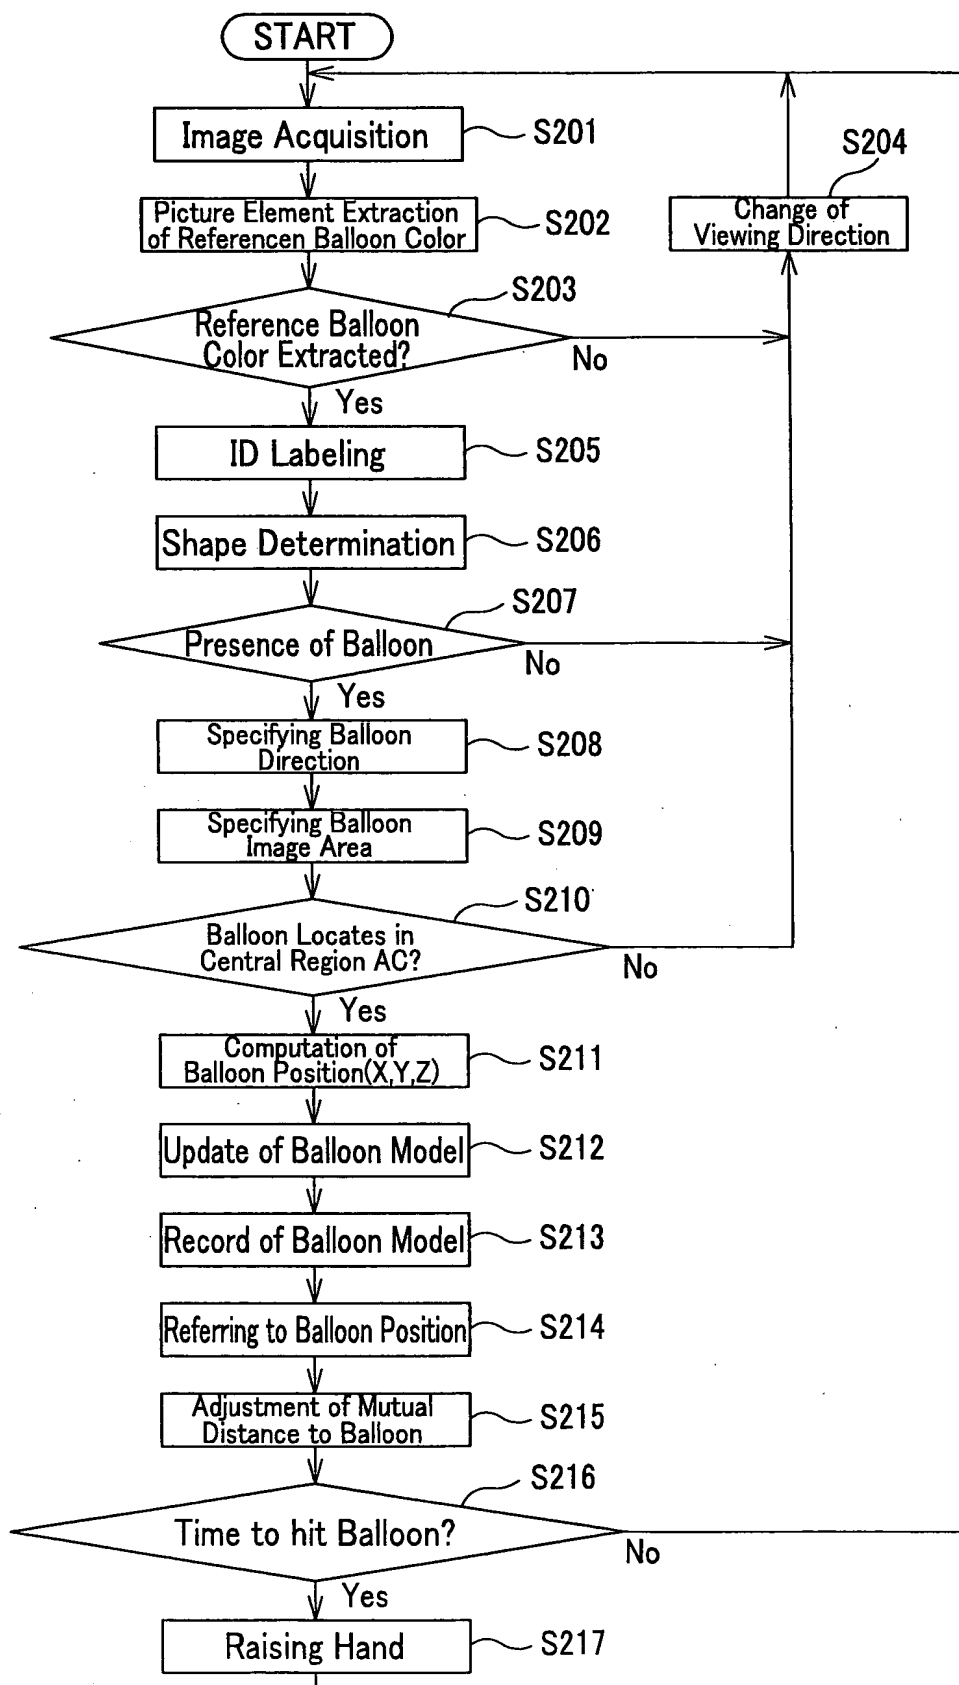 START
Image Acquisition
S201
S204
Picture Element Extraction
of Referencen Balloon Color
S202
Change of
Viewing Direction
S203
Reference Balloon
Color Extracted?
No
Yes
ID Labeling
S205
Shape Determination
S206
S207
Presence of Balloon
No
Yes
Specifying Balloon
Direction
S208
Specifying Balloon
Image Area
S209
S210
Balloon Locates in
Central Region AC?
No
Yes
Computation of
Balloon Position(X,Y,Z)
S211
Update of Balloon Model
S212
Record of Balloon Model
S213
Referring to Balloon Position
S214
Adjustment of Mutual
Distance to Balloon
S215
S216
Time to hit Balloon?
No
Yes
Raising Hand
S217